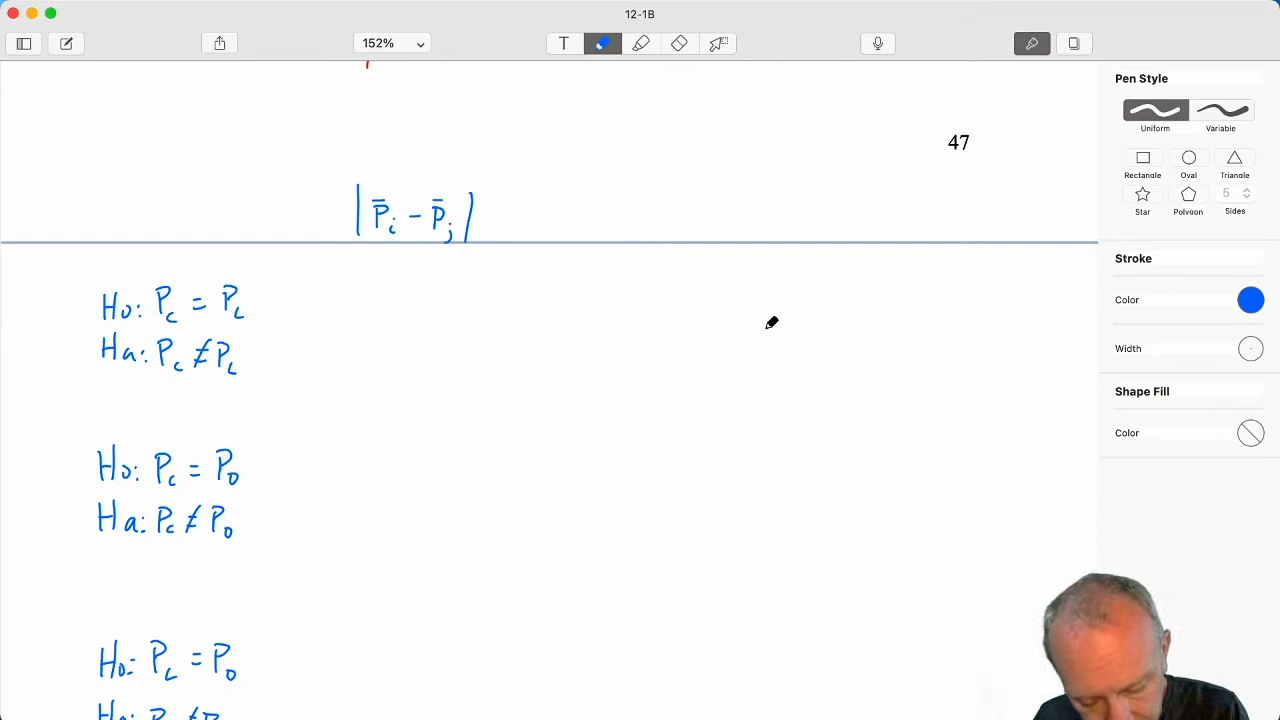 12-1B
152%
T
Pen Style
Uniform Variable
Rectangle Oval Triangle
5
Star Polygon Sides
Stroke
Color
Width
Shape Fill
Color
47
|p̄i - p̄j|
Ho: Pc = PL
Ha: Pc ≠ PL
Ho: Pc = Po
Ha: Pc ≠ Po
Ho: PL = Po